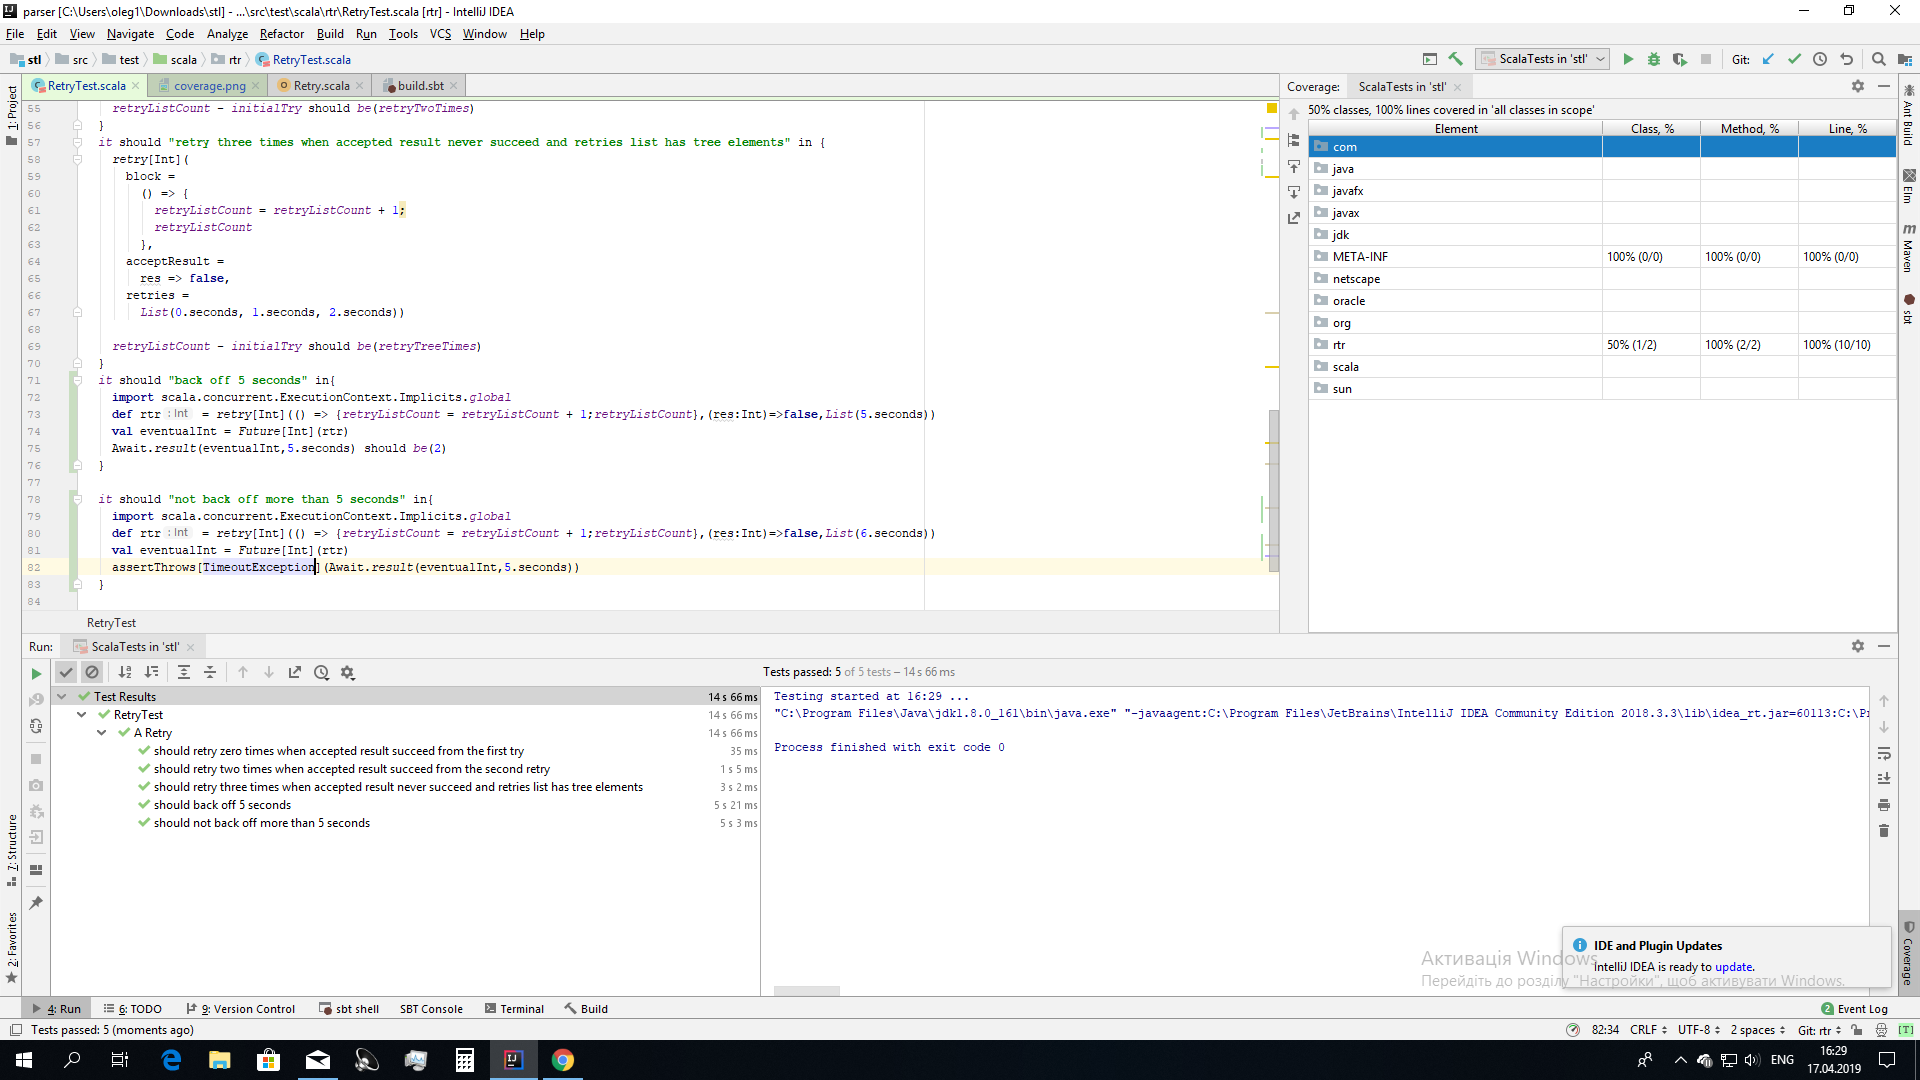 parser [C:\Users\oleg1\Downloads\stl] - ...\src\test\scala\rtr\RetryTest.scala [rtr] - IntelliJ IDEA
File Edit View Navigate Code Analyze Refactor Build Run Tools VCS Window Help
stl src test scala rtr RetryTest.scala
ScalaTests in 'stl' Git:
1: Project
RetryTest.scala coverage.png Retry.scala build.sbt
55 retryListCount - initialTry should be(retryTwoTimes)
56 }
57 it should "retry three times when accepted result never succeed and retries list has tree elements" in {
58 retry[Int](
59 block =
60 () => {
61 retryListCount = retryListCount + 1;
62 retryListCount
63 },
64 acceptResult =
65 res => false,
66 retries =
67 List(0.seconds, 1.seconds, 2.seconds))
68
69 retryListCount - initialTry should be(retryTreeTimes)
70 }
71 it should "back off 5 seconds" in{
72 import scala.concurrent.ExecutionContext.Implicits.global
73 def rtr :Int = retry[Int](() => {retryListCount = retryListCount + 1;retryListCount},(res:Int)=>false,List(5.seconds))
74 val eventualInt = Future[Int](rtr)
75 Await.result(eventualInt,5.seconds) should be(2)
76 }
77
78 it should "not back off more than 5 seconds" in{
79 import scala.concurrent.ExecutionContext.Implicits.global
80 def rtr :Int = retry[Int](() => {retryListCount = retryListCount + 1;retryListCount},(res:Int)=>false,List(6.seconds))
81 val eventualInt = Future[Int](rtr)
82 assertThrows[TimeoutException](Await.result(eventualInt,5.seconds))
83 }
84
RetryTest
Coverage: ScalaTests in 'stl'
50% classes, 100% lines covered in 'all classes in scope'
Element Class, % Method, % Line, %
com
java
javafx
javax
jdk
META-INF 100% (0/0) 100% (0/0) 100% (0/0)
netscape
oracle
org
rtr 50% (1/2) 100% (2/2) 100% (10/10)
scala
sun
Ant Build
Elm
m Maven
sbt
Coverage
Run: ScalaTests in 'stl'
Tests passed: 5 of 5 tests – 14 s 66 ms
Test Results 14 s 66 ms
RetryTest 14 s 66 ms
A Retry 14 s 66 ms
should retry zero times when accepted result succeed from the first try 35 ms
should retry two times when accepted result succeed from the second retry 1 s 5 ms
should retry three times when accepted result never succeed and retries list has tree elements 3 s 2 ms
should back off 5 seconds 5 s 21 ms
should not back off more than 5 seconds 5 s 3 ms
Testing started at 16:29 ...
"C:\Program Files\Java\jdk1.8.0_161\bin\java.exe" "-javaagent:C:\Program Files\JetBrains\IntelliJ IDEA Community Edition 2018.3.3\lib\idea_rt.jar=60113:C:\P
Process finished with exit code 0
7: Structure
2: Favorites
Активація Windows
Перейдіть до розділу "Настройки", щоб активувати Windows.
IDE and Plugin Updates
IntelliJ IDEA is ready to update.
4: Run 6: TODO 9: Version Control sbt shell SBT Console Terminal Build 2 Event Log
Tests passed: 5 (moments ago) 82:34 CRLF UTF-8 2 spaces Git: rtr [T]
ENG 16:29
17.04.2019